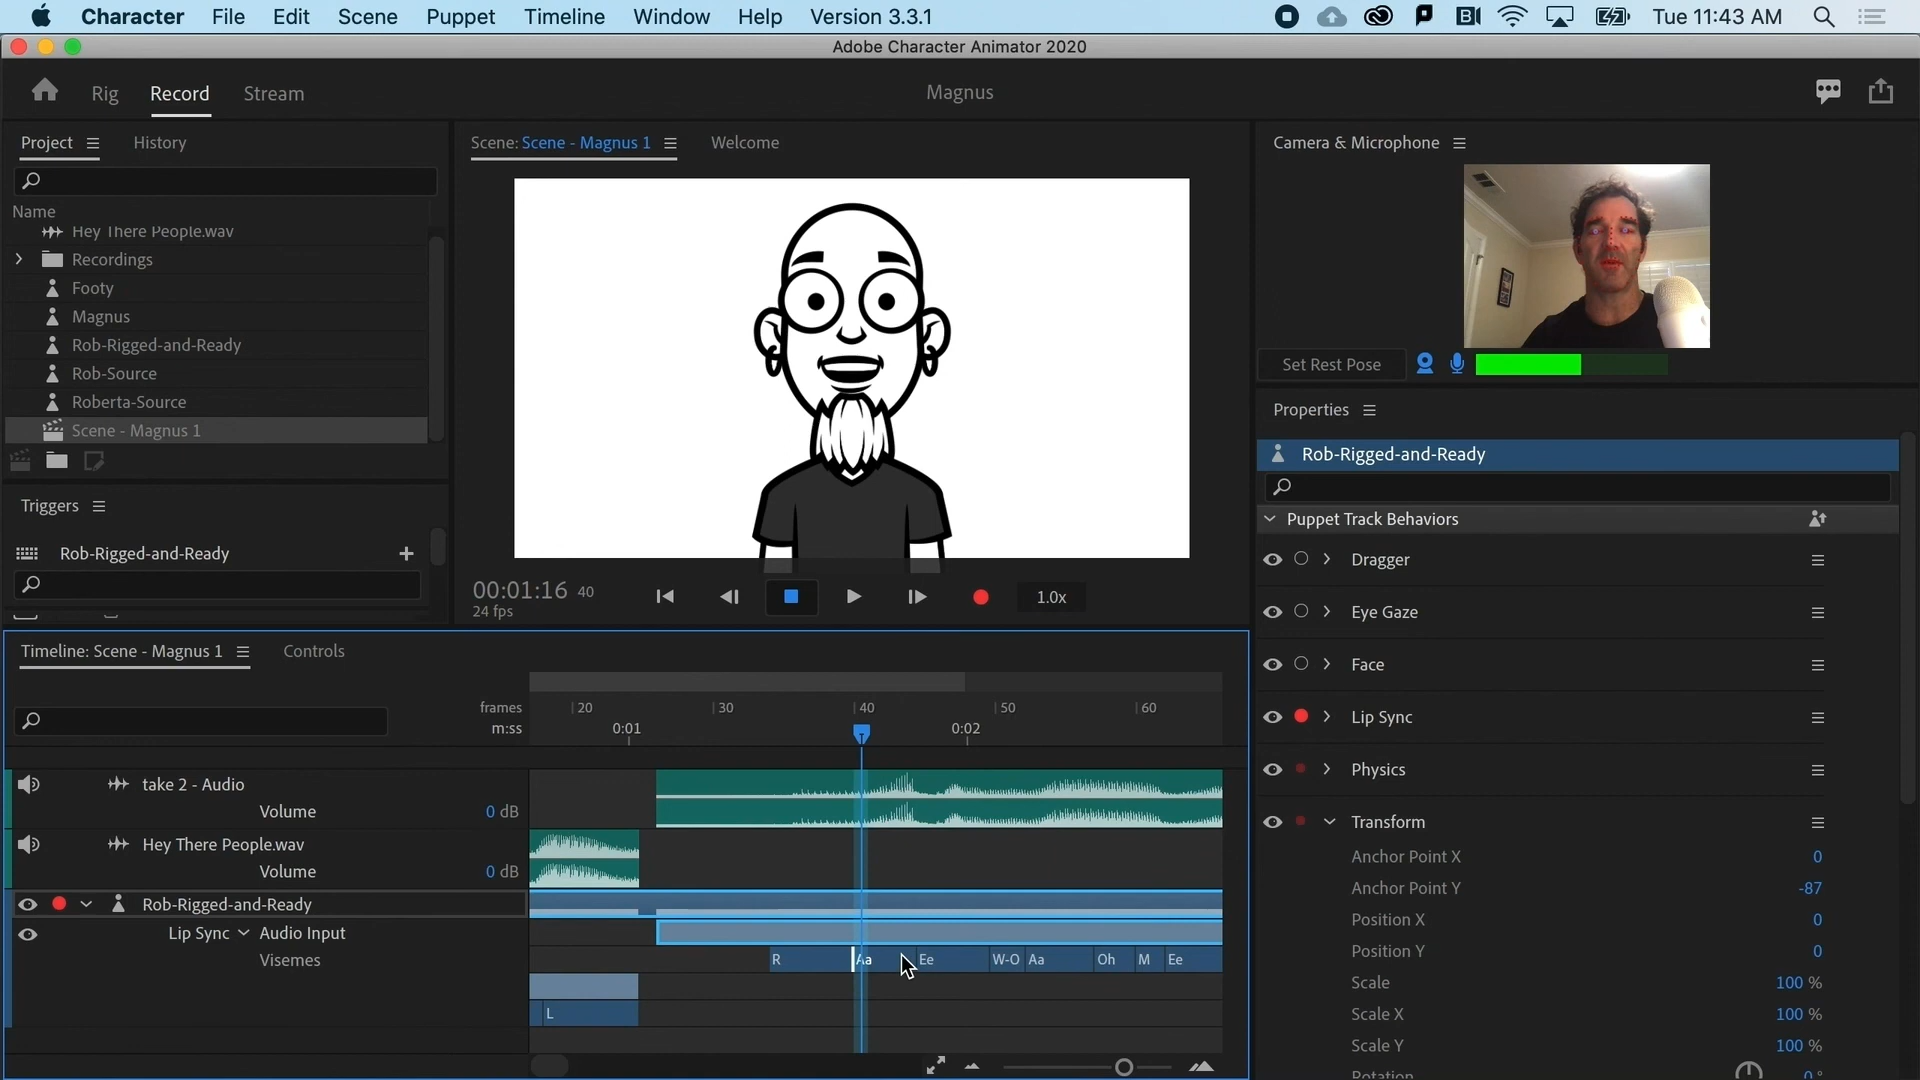 Character File Edit Scene Puppet Timeline Window Help Version 3.3.1 Tue 11:43 AM
Adobe Character Animator 2020
Rig Record Stream Magnus
Project History
Scene: Scene - Magnus 1 Welcome
Camera & Microphone
Name
Hey There People.wav
Recordings
Footy
Magnus
Rob-Rigged-and-Ready
Rob-Source
Roberta-Source
Scene - Magnus 1
Set Rest Pose
Properties
Rob-Rigged-and-Ready
Triggers
Rob-Rigged-and-Ready
Puppet Track Behaviors
Dragger
Eye Gaze
Face
Lip Sync
Physics
Transform
Anchor Point X 0
Anchor Point Y -87
Position X 0
Position Y 0
Scale 100 %
Scale X 100 %
Scale Y 100 %
Rotation 0 °
00:01:16 40
24 fps
1.0x
Timeline: Scene - Magnus 1 Controls
frames 20 30 40 50 60
m:ss 0:01 0:02
take 2 - Audio
Volume 0 dB
Hey There People.wav
Volume 0 dB
Rob-Rigged-and-Ready
Lip Sync Audio Input
Visemes R Aa Ee W-O Aa Oh M Ee
L